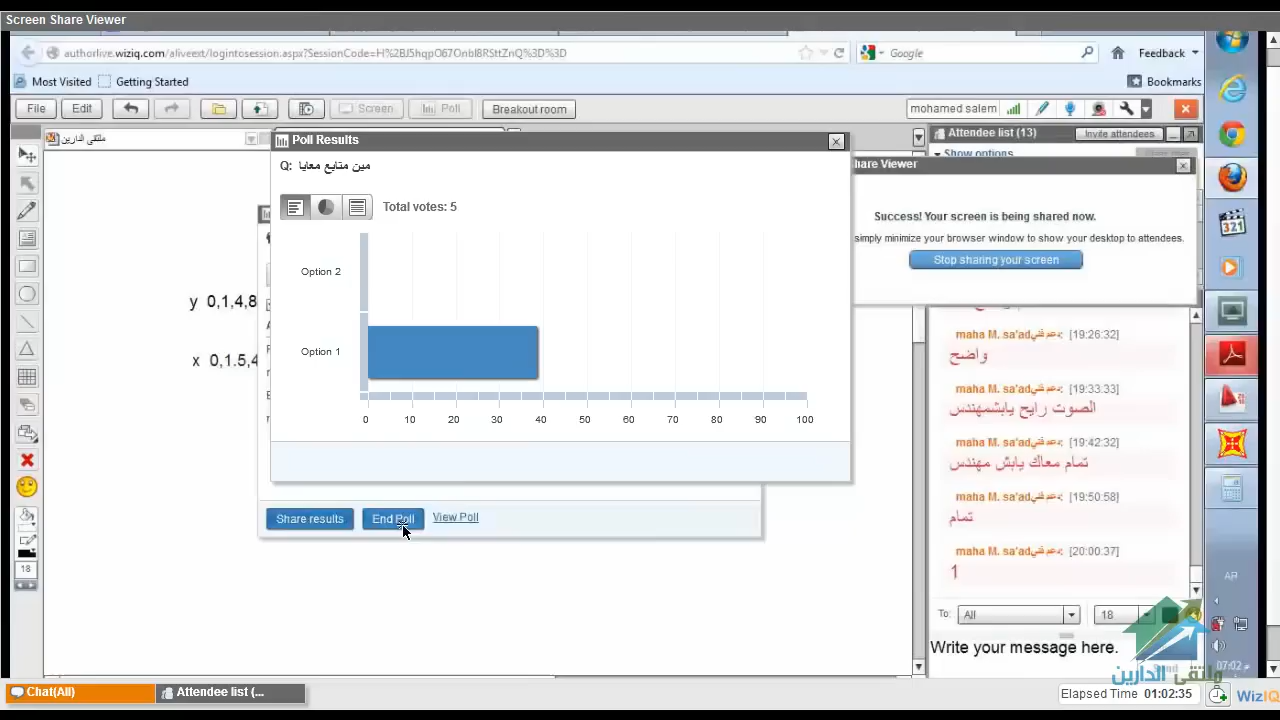 Screen Share Viewer
authorlive.wiziq.com/aliveext/logintosession.aspx?SessionCode=H%2BIJ5hqpO67Onbl8RSttZnQ%3D%3D
Google
Feedback
Most Visited
Getting Started
Bookmarks
File
Edit
Screen
Poll
Breakout room
mohamed salem
ملتقى الدارين
Attendee list (13)
Invite attendees
Show options
Poll Results
Q: مين متابع معايا
Total votes: 5
Option 2
Option 1
0 10 20 30 40 50 60 70 80 90 100
y 0,1,4,8
x 0,1.5,4
Share results
End Poll
View Poll
hare Viewer
Success! Your screen is being shared now.
simply minimize your browser window to show your desktop to attendees.
Stop sharing your screen
maha M. sa'ad [19:26:32]
واضح
maha M. sa'ad [19:33:33]
الصوت رايح يابشمهندس
maha M. sa'ad [19:42:32]
تمام معاك يابش مهندس
maha M. sa'ad [19:50:58]
تمام
maha M. sa'ad [20:00:37]
1
To: All
18
Write your message here.
18
321
AR
07:02 م
ملتقى الدارين
Chat(All)
Attendee list (...
Elapsed Time 01:02:35
WizIQ